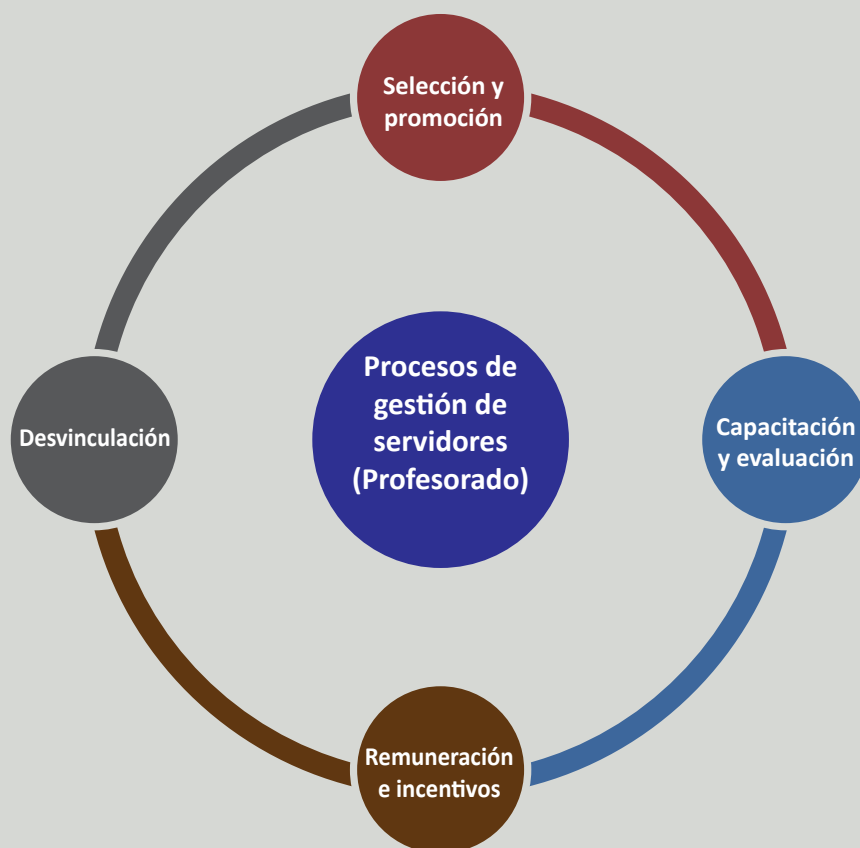 Selección y
promoción
Procesos de
gestión de
servidores
(Profesorado)
Desvinculación
Capacitación
y evaluación
Remuneración
e incentivos